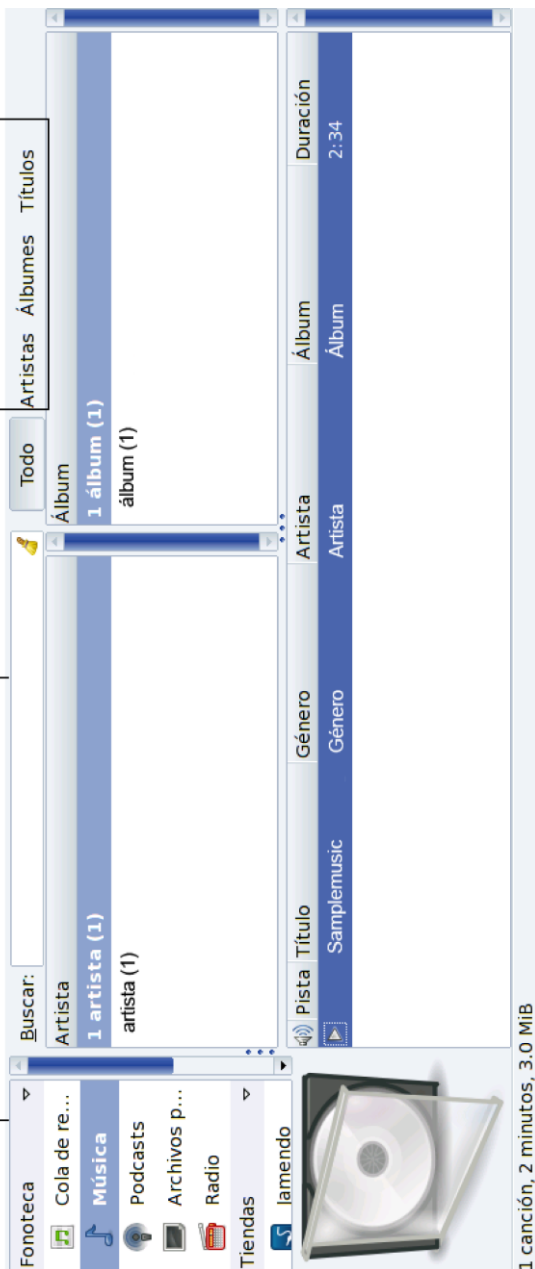 Fonoteca
Cola de re...
Música
Podcasts
Archivos p...
Radio
Tiendas
Jamendo
Buscar:
Todo Artistas Álbumes Títulos
Artista
1 artista (1)
artista (1)
Álbum
1 álbum (1)
álbum (1)
Pista Título Género Artista Álbum Duración
Samplemusic Género Artista Álbum 2:34
1 canción, 2 minutos, 3.0 MiB